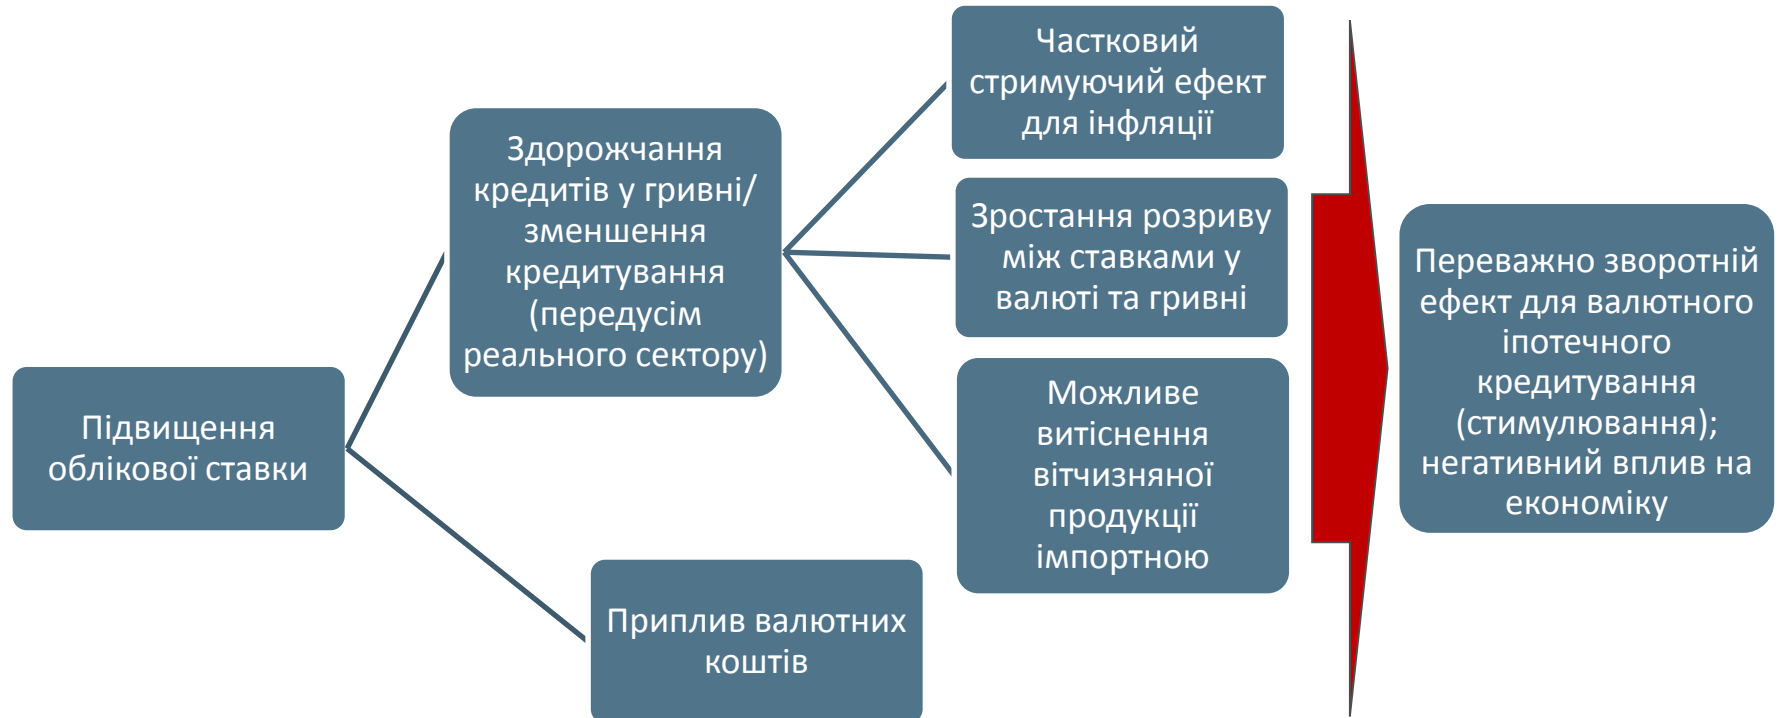 Підвищення
облікової ставки
Здорожчання
кредитів у гривні/
зменшення
кредитування
(передусім
реального сектору)
Приплив валютних
коштів
Частковий
стримуючий ефект
для інфляції
Зростання розриву
між ставками у
валюті та гривні
Можливе
витіснення
вітчизняної
продукції
імпортною
Переважно зворотній
ефект для валютного
іпотечного
кредитування
(стимулювання);
негативний вплив на
економіку